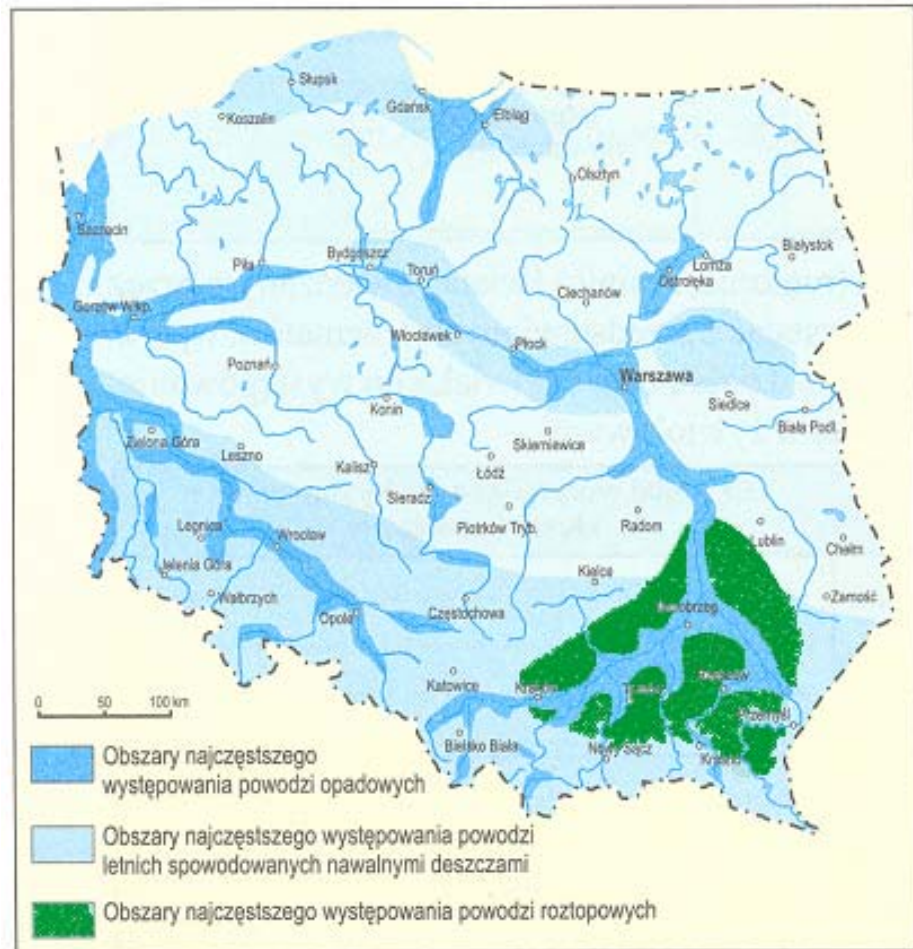 Słupsk
Koszalin
Gdańsk
Elbląg
Olsztyn
Szczecin
Piła
Bydgoszcz
Toruń
Białystok
Łomża
Ostrołęka
Ciechanów
Gorzów Wlkp.
Włocławek
Płock
Poznań
Warszawa
Konin
Siedlce
Biała Podl.
Zielona Góra
Leszno
Skierniewice
Łódź
Kalisz
Sieradz
Piotrków Tryb.
Radom
Lublin
Legnica
Wrocław
Chełm
Jelenia Góra
Kielce
Wałbrzych
Częstochowa
Zamość
Opole
Tarnobrzeg
Katowice
Kraków
Tarnów
Rzeszów
Przemyśl
Bielsko Biała
Nowy Sącz
Krosno
0 50 100 km
Obszary najczęstszego
występowania powodzi opadowych
Obszary najczęstszego występowania powodzi
letnich spowodowanych nawalnymi deszczami
Obszary najczęstszego występowania powodzi roztopowych